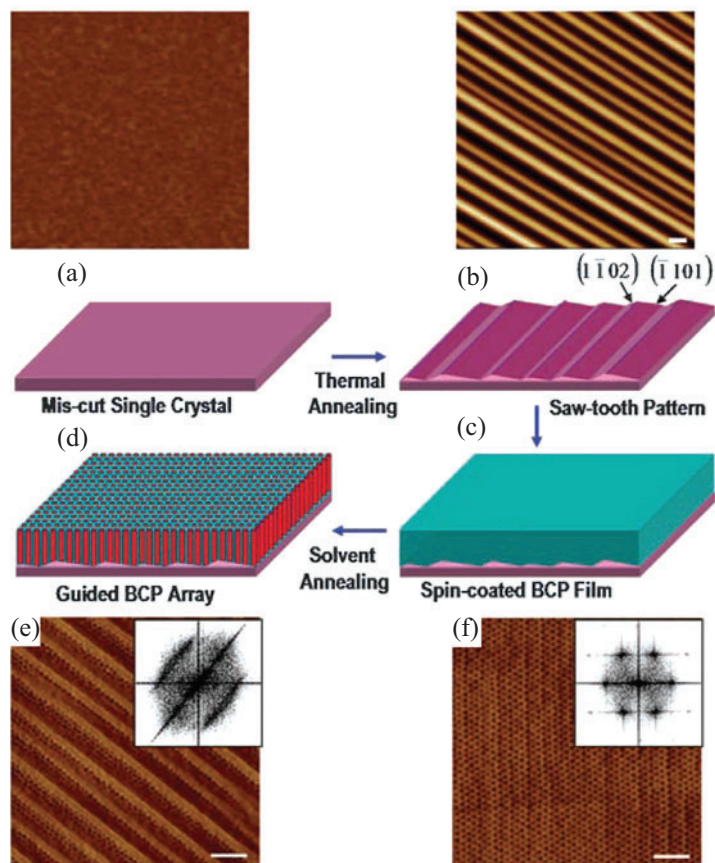 (a)
(b)
(1 1̄ 02) (1̄ 101)
Mis-cut Single Crystal
Thermal
Annealing
Saw-tooth Pattern
(d)
(c)
Guided BCP Array
Solvent
Annealing
Spin-coated BCP Film
(e)
(f)